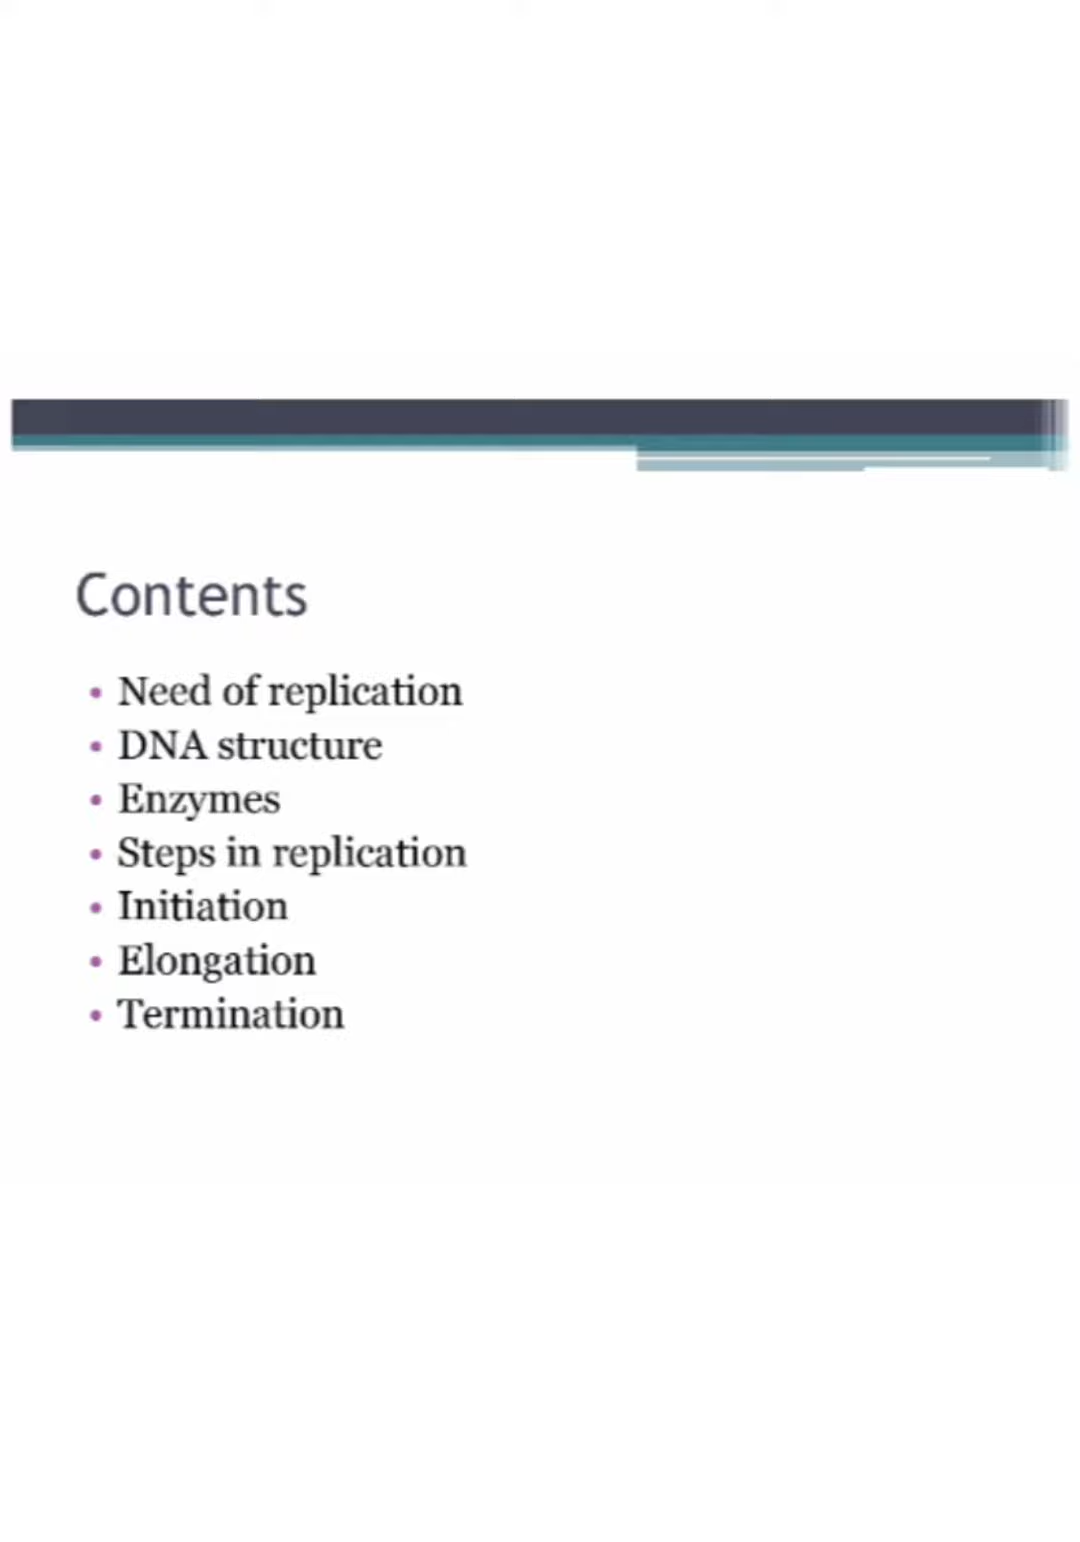 Contents
• Need of replication
• DNA structure
• Enzymes
• Steps in replication
• Initiation
• Elongation
• Termination